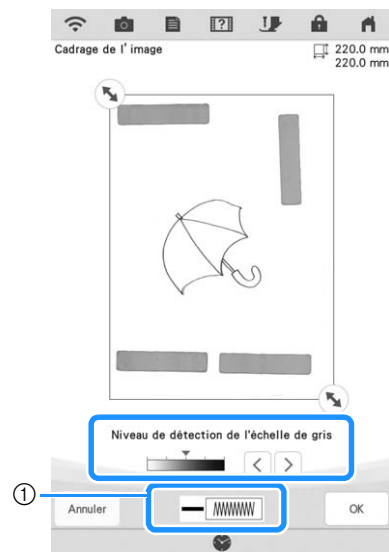 Cadrage de l'image
220.0 mm
220.0 mm
Niveau de détection de l'échelle de gris
①
Annuler
OK